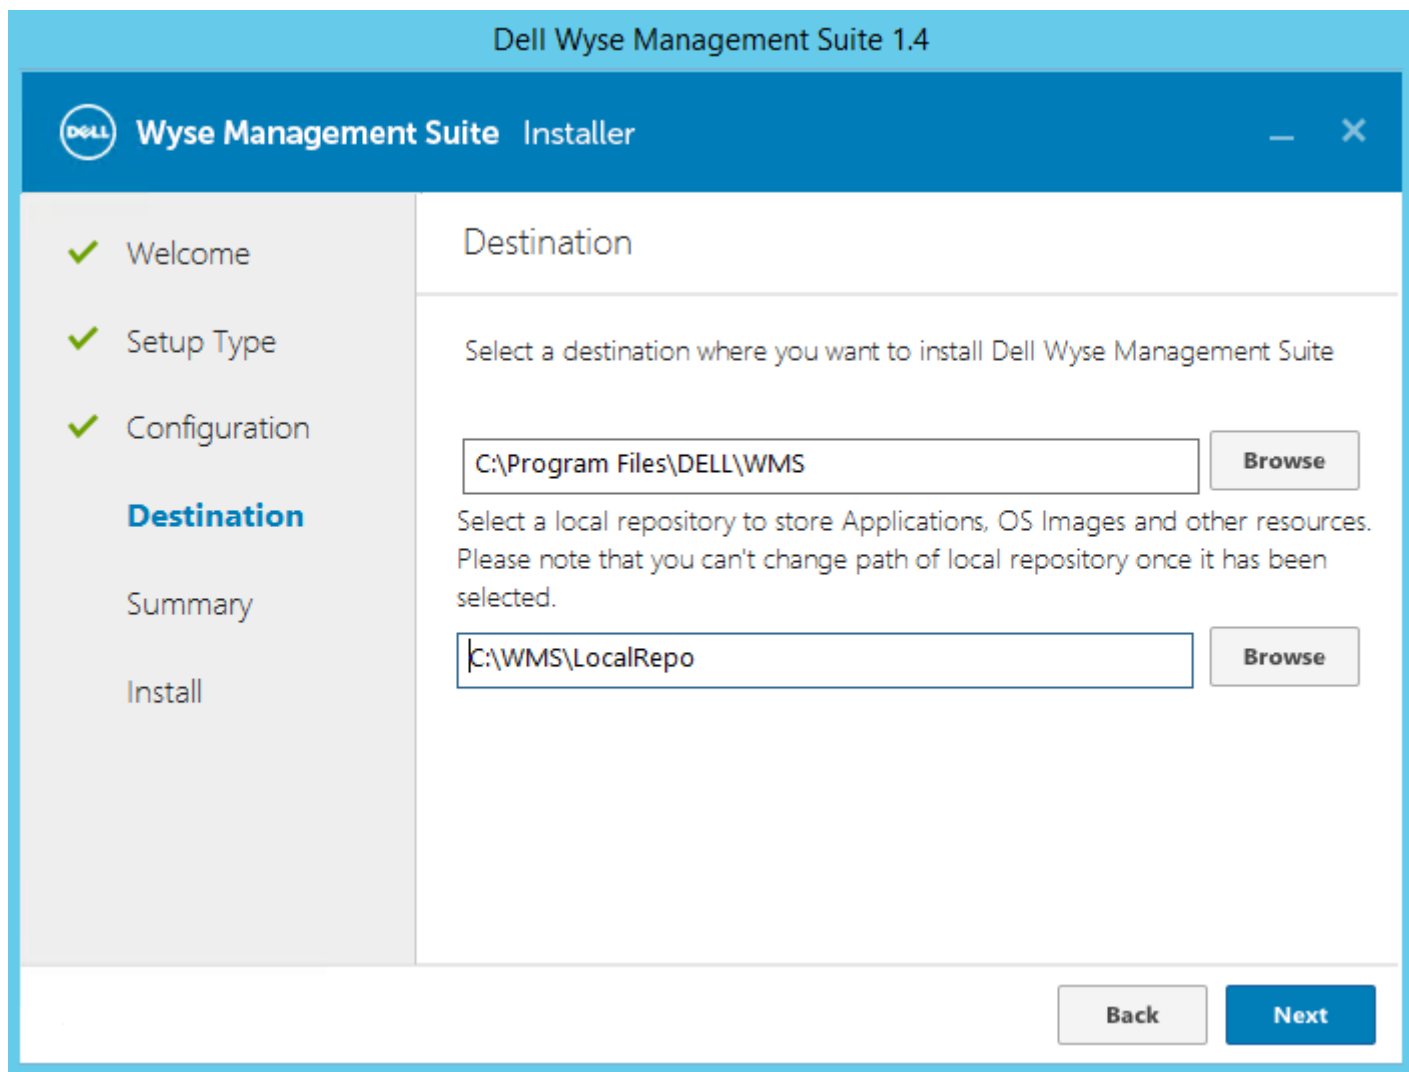 Dell Wyse Management Suite 1.4
DELL Wyse Management Suite Installer
Welcome
Setup Type
Configuration
Destination
Summary
Install
Destination
Select a destination where you want to install Dell Wyse Management Suite
C:\Program Files\DELL\WMS
Browse
Select a local repository to store Applications, OS Images and other resources.
Please note that you can't change path of local repository once it has been
selected.
C:\WMS\LocalRepo
Browse
Back
Next